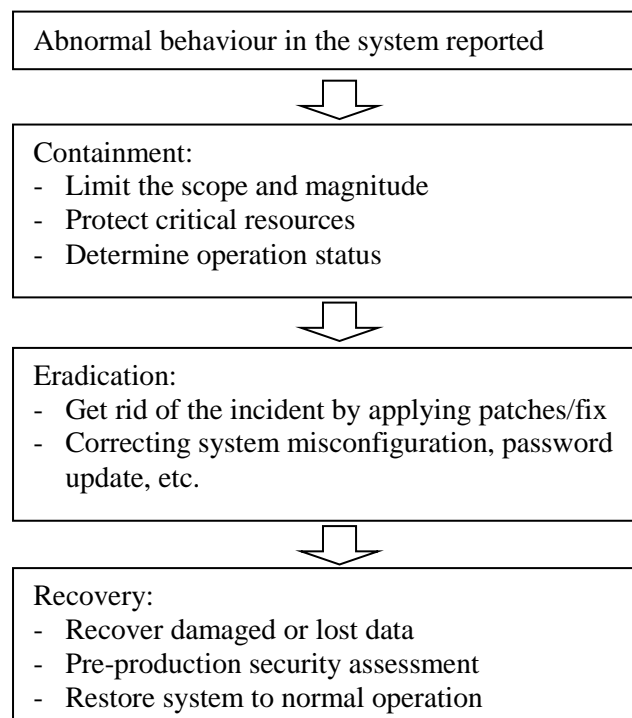 Abnormal behaviour in the system reported
Containment:
- Limit the scope and magnitude
- Protect critical resources
- Determine operation status
Eradication:
- Get rid of the incident by applying patches/fix
- Correcting system misconfiguration, password
update, etc.
Recovery:
- Recover damaged or lost data
- Pre-production security assessment
- Restore system to normal operation